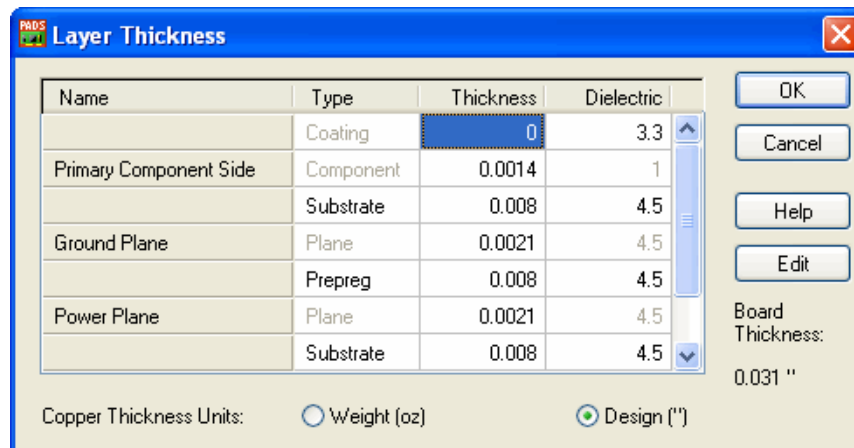 PADS
Layer Thickness
Name Type Thickness Dielectric
Coating 0 3.3
Primary Component Side Component 0.0014 1
Substrate 0.008 4.5
Ground Plane Plane 0.0021 4.5
Prepreg 0.008 4.5
Power Plane Plane 0.0021 4.5
Substrate 0.008 4.5
OK
Cancel
Help
Edit
Board
Thickness:
0.031 "
Copper Thickness Units: Weight (oz) Design (")